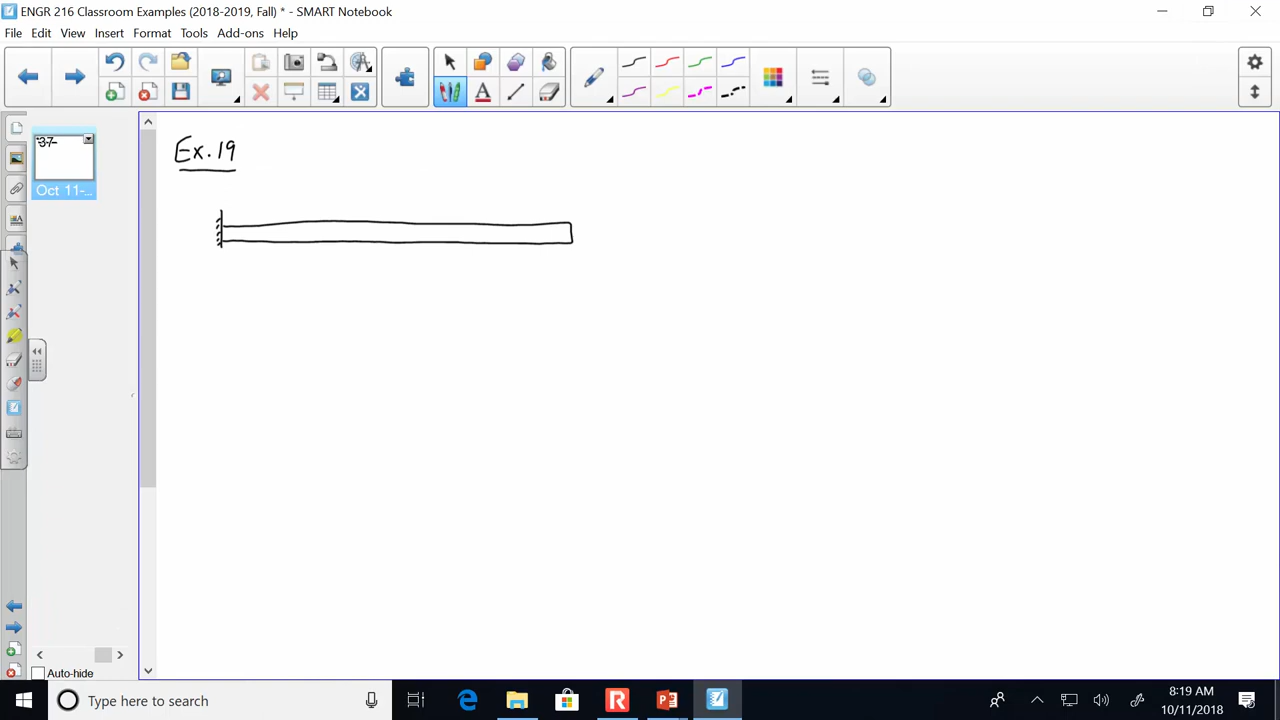 ENGR 216 Classroom Examples (2018-2019, Fall) * - SMART Notebook
File Edit View Insert Format Tools Add-ons Help
Oct 11-...
Ex. 19
Auto-hide
Type here to search
8:19 AM
10/11/2018